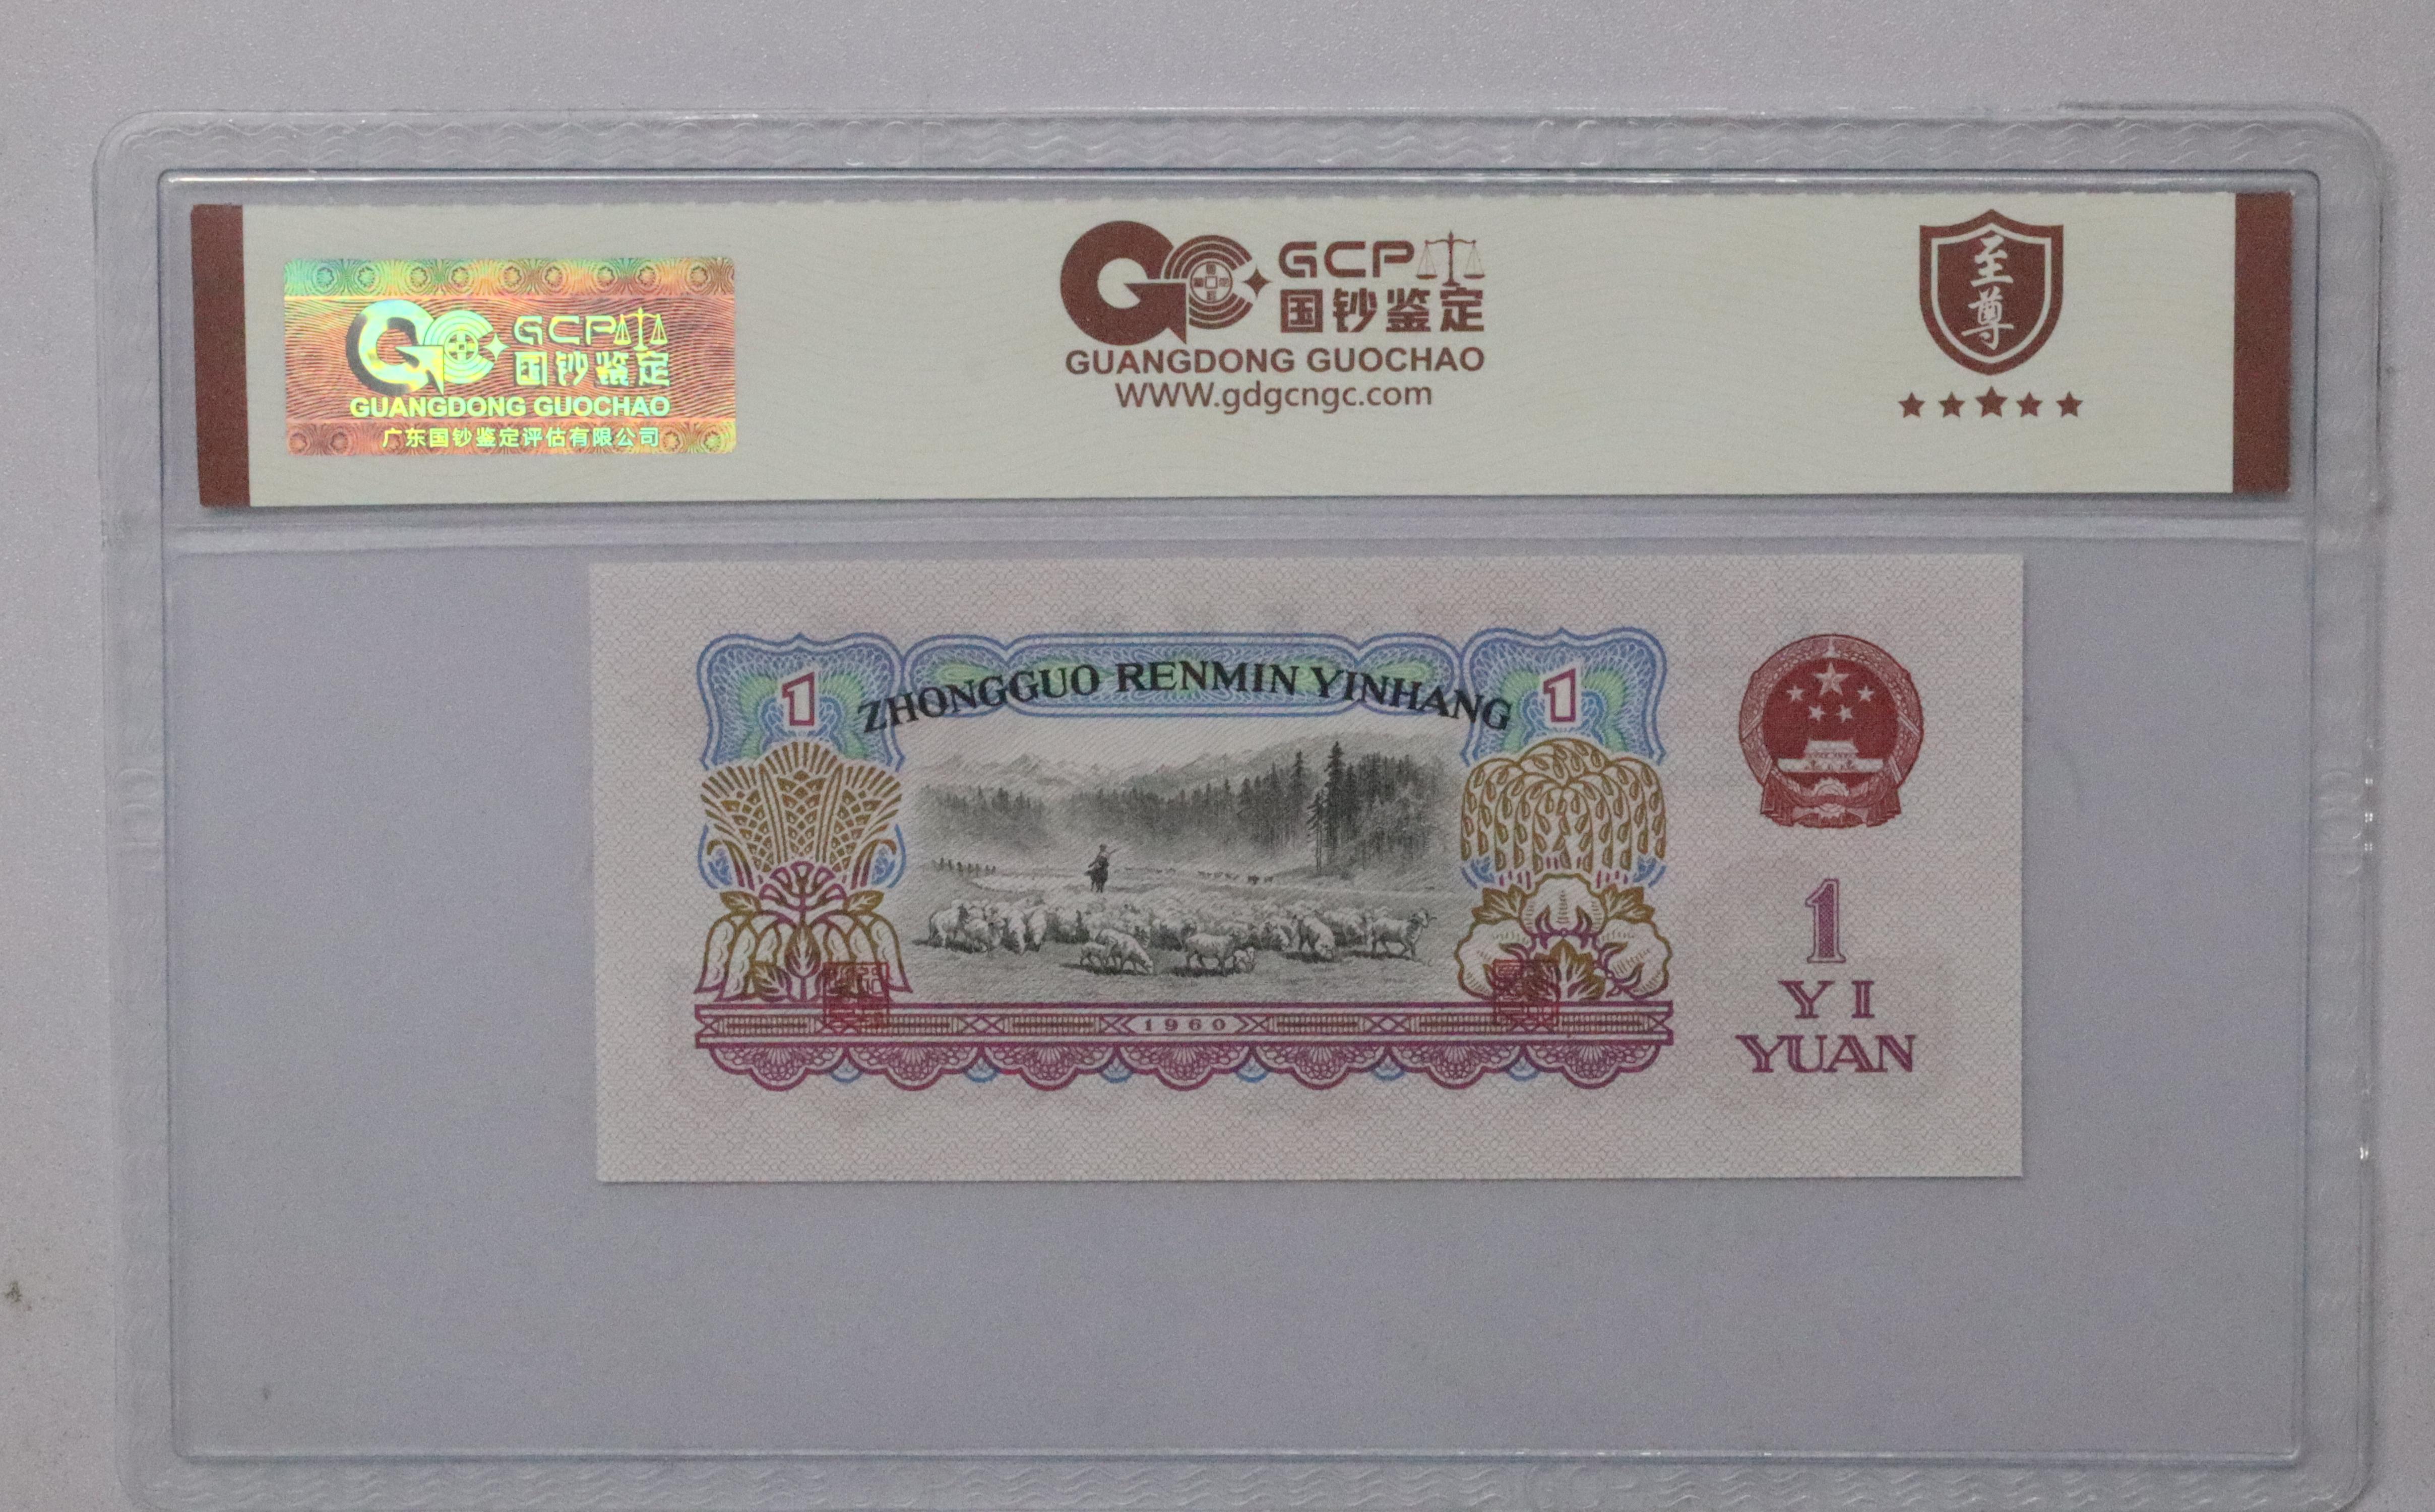 GCP
国钞鉴定
GUANGDONG GUOCHAO
广东国钞鉴定评估有限公司
GCP
国钞鉴定
GUANGDONG GUOCHAO
WWW.gdgcngc.com
至尊
ZHONGGUO RENMIN YINHANG
1
1
1
YI
YUAN
1960